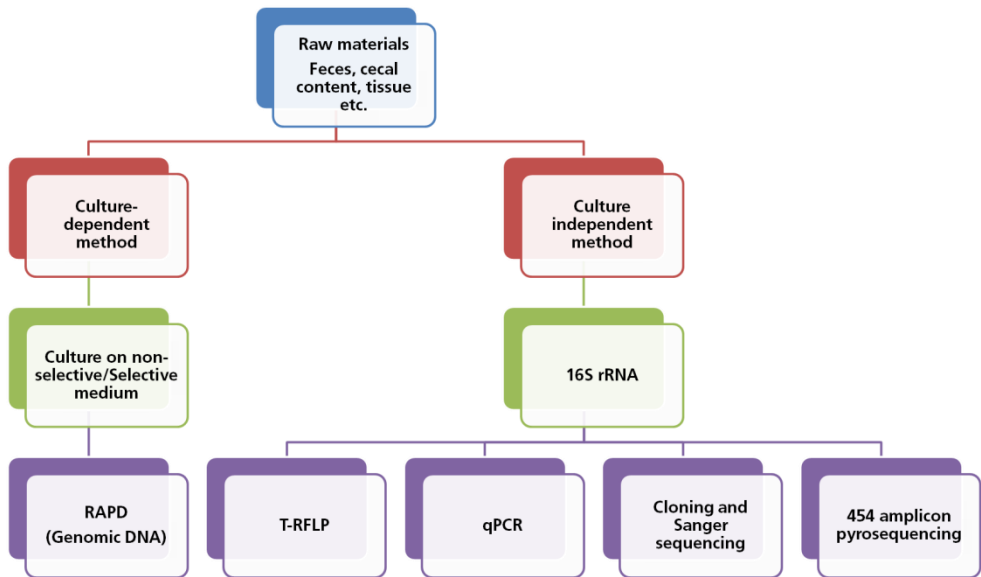 Raw materials
Feces, cecal
content, tissue
etc.
Culture-
dependent
method
Culture
independent
method
Culture on non-
selective/Selective
medium
16S rRNA
RAPD
(Genomic DNA)
T-RFLP
qPCR
Cloning and
Sanger
sequencing
454 amplicon
pyrosequencing